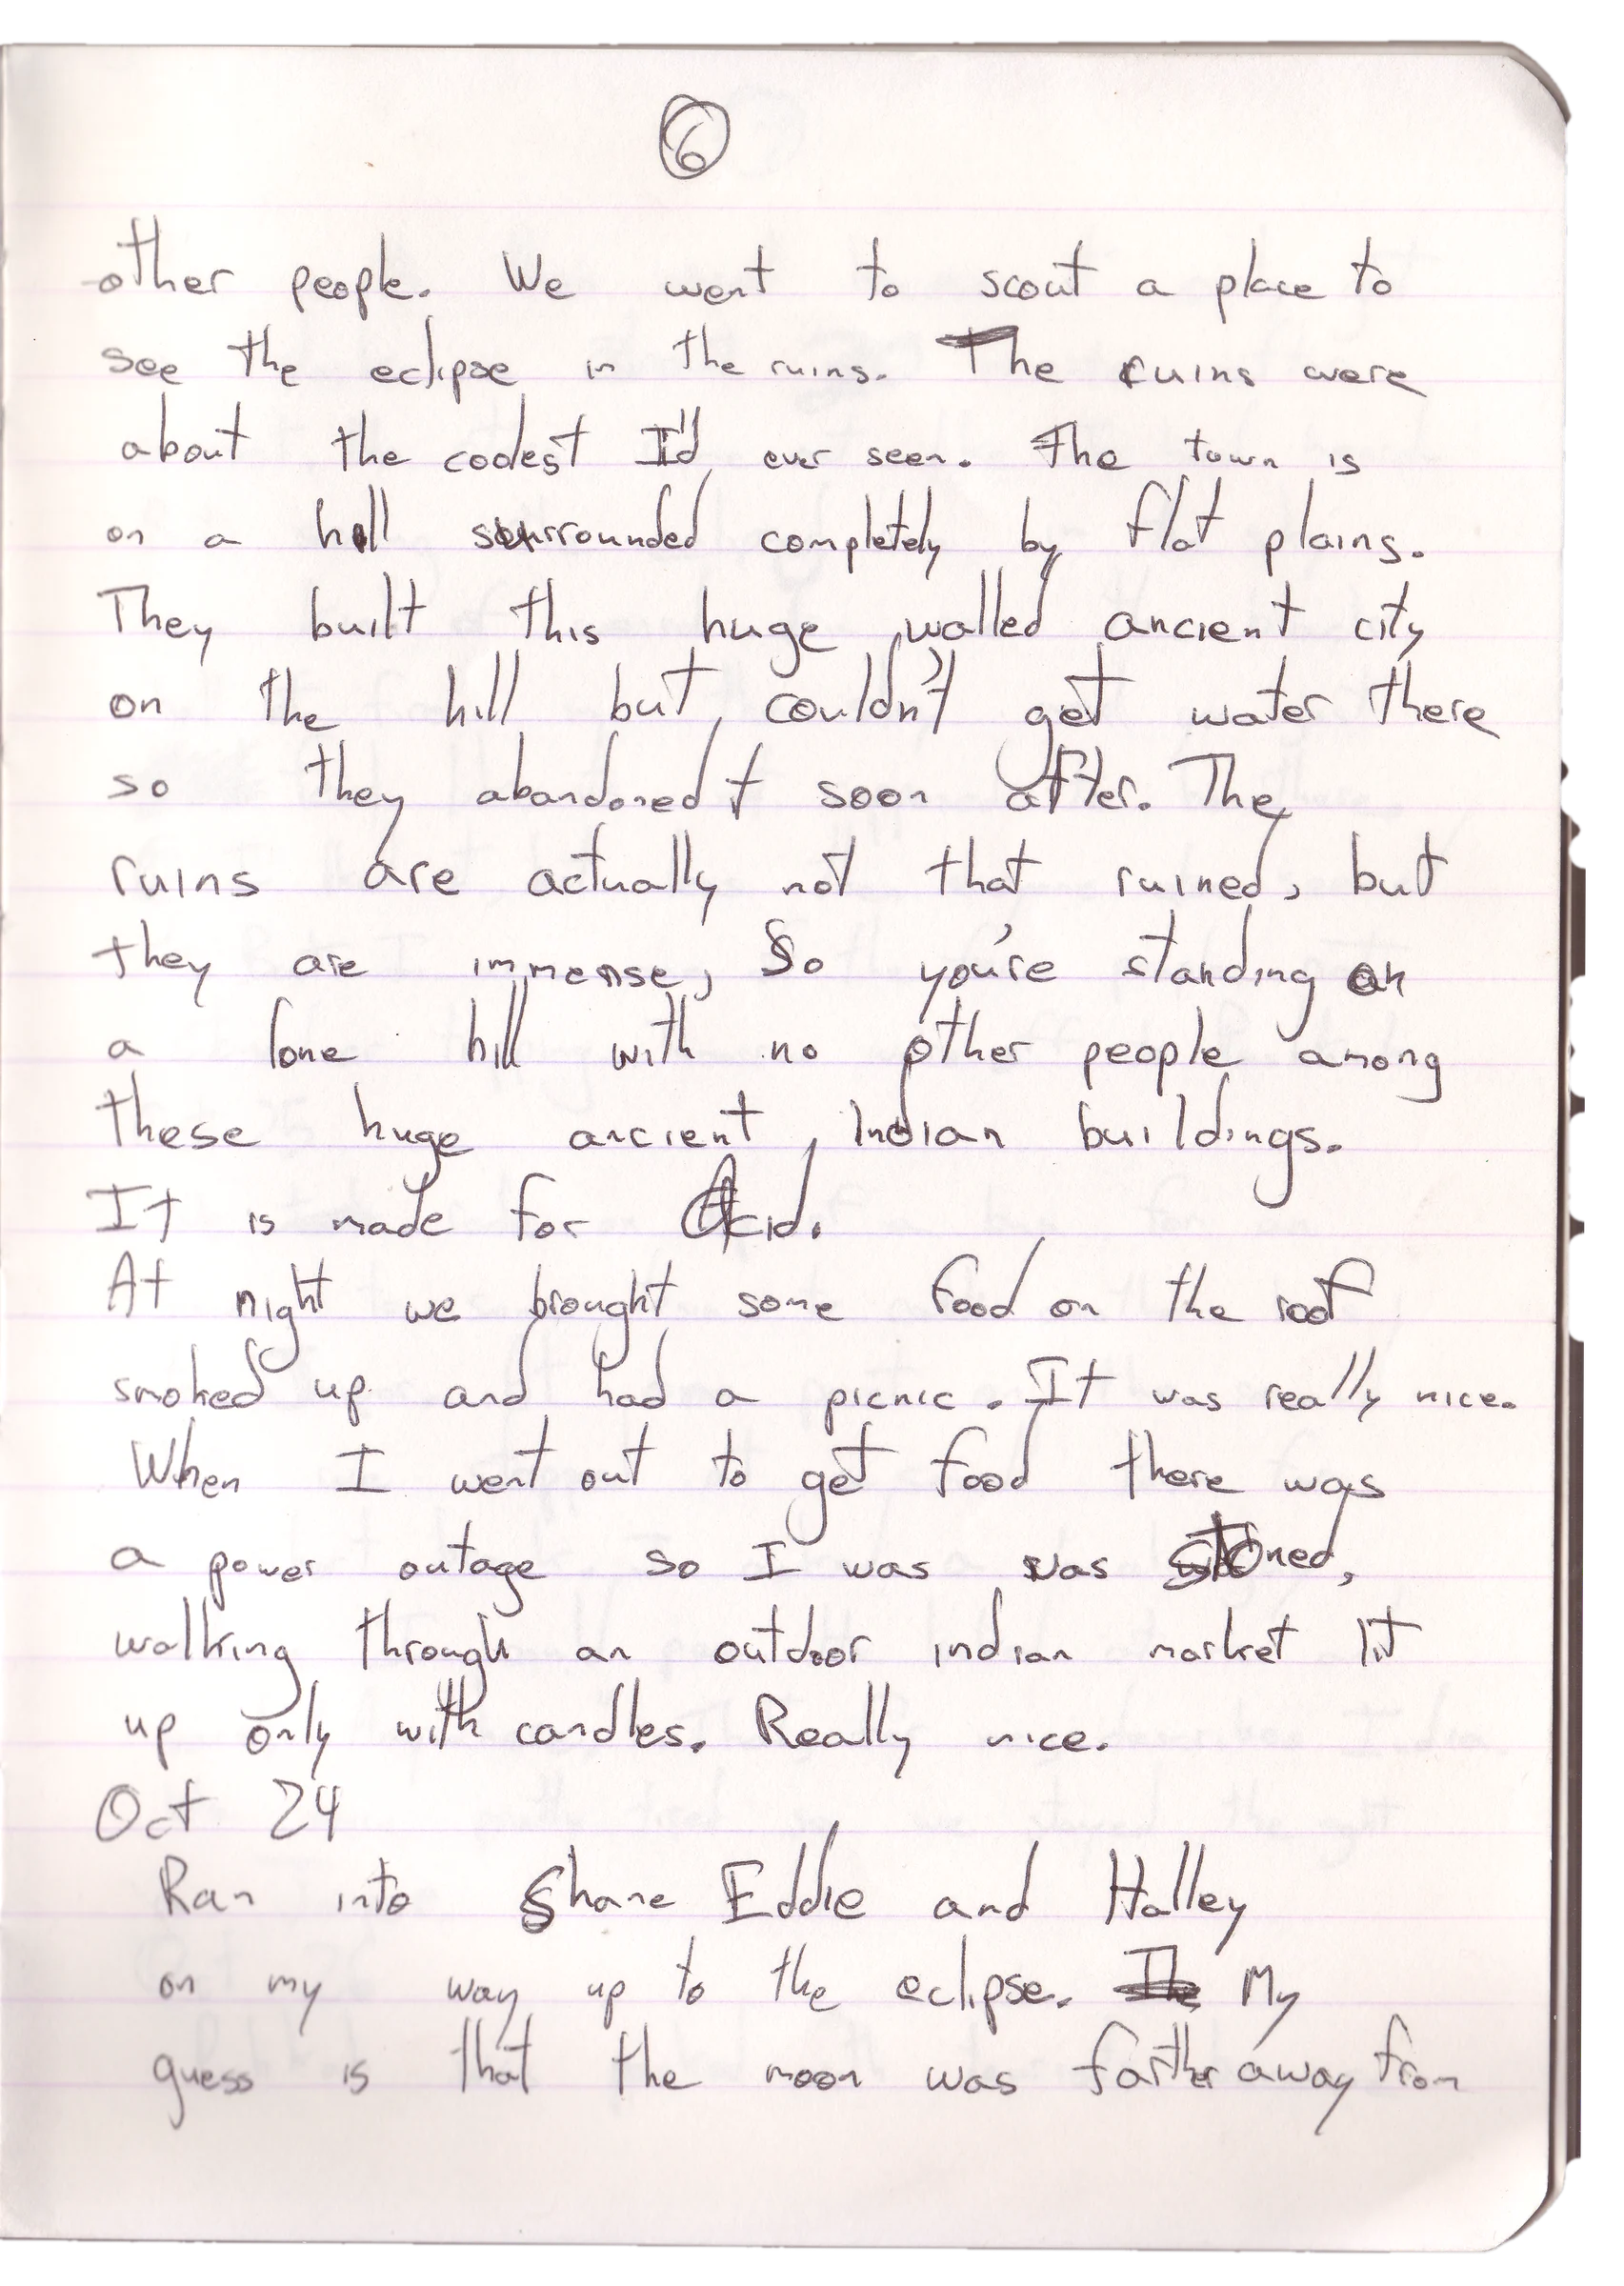 6
other people. We went to scout a place to
see the eclipse in the ruins. The ruins were
about the coolest I'd ever seen. The town is
on a hill surrounded completely by flat plains.
They built this huge walled ancient city
on the hill but couldn't get water there
so they abandoned it soon after. The
ruins are actually not that ruined, but
they are immense, So you're standing on
a lone hill with no other people among
these huge ancient, Indian buildings.
It is made for Acid.
At night we brought some food on the roof
smoked up and had a picnic. It was really nice.
When I went out to get food there was
a power outage so I was was stoned,
walking through an outdoor indian market lit
up only with candles. Really nice.
Oct 24
Ran into Shane Eddie and Halley
on my way up to the eclipse. The My
guess is that the moon was farther away from